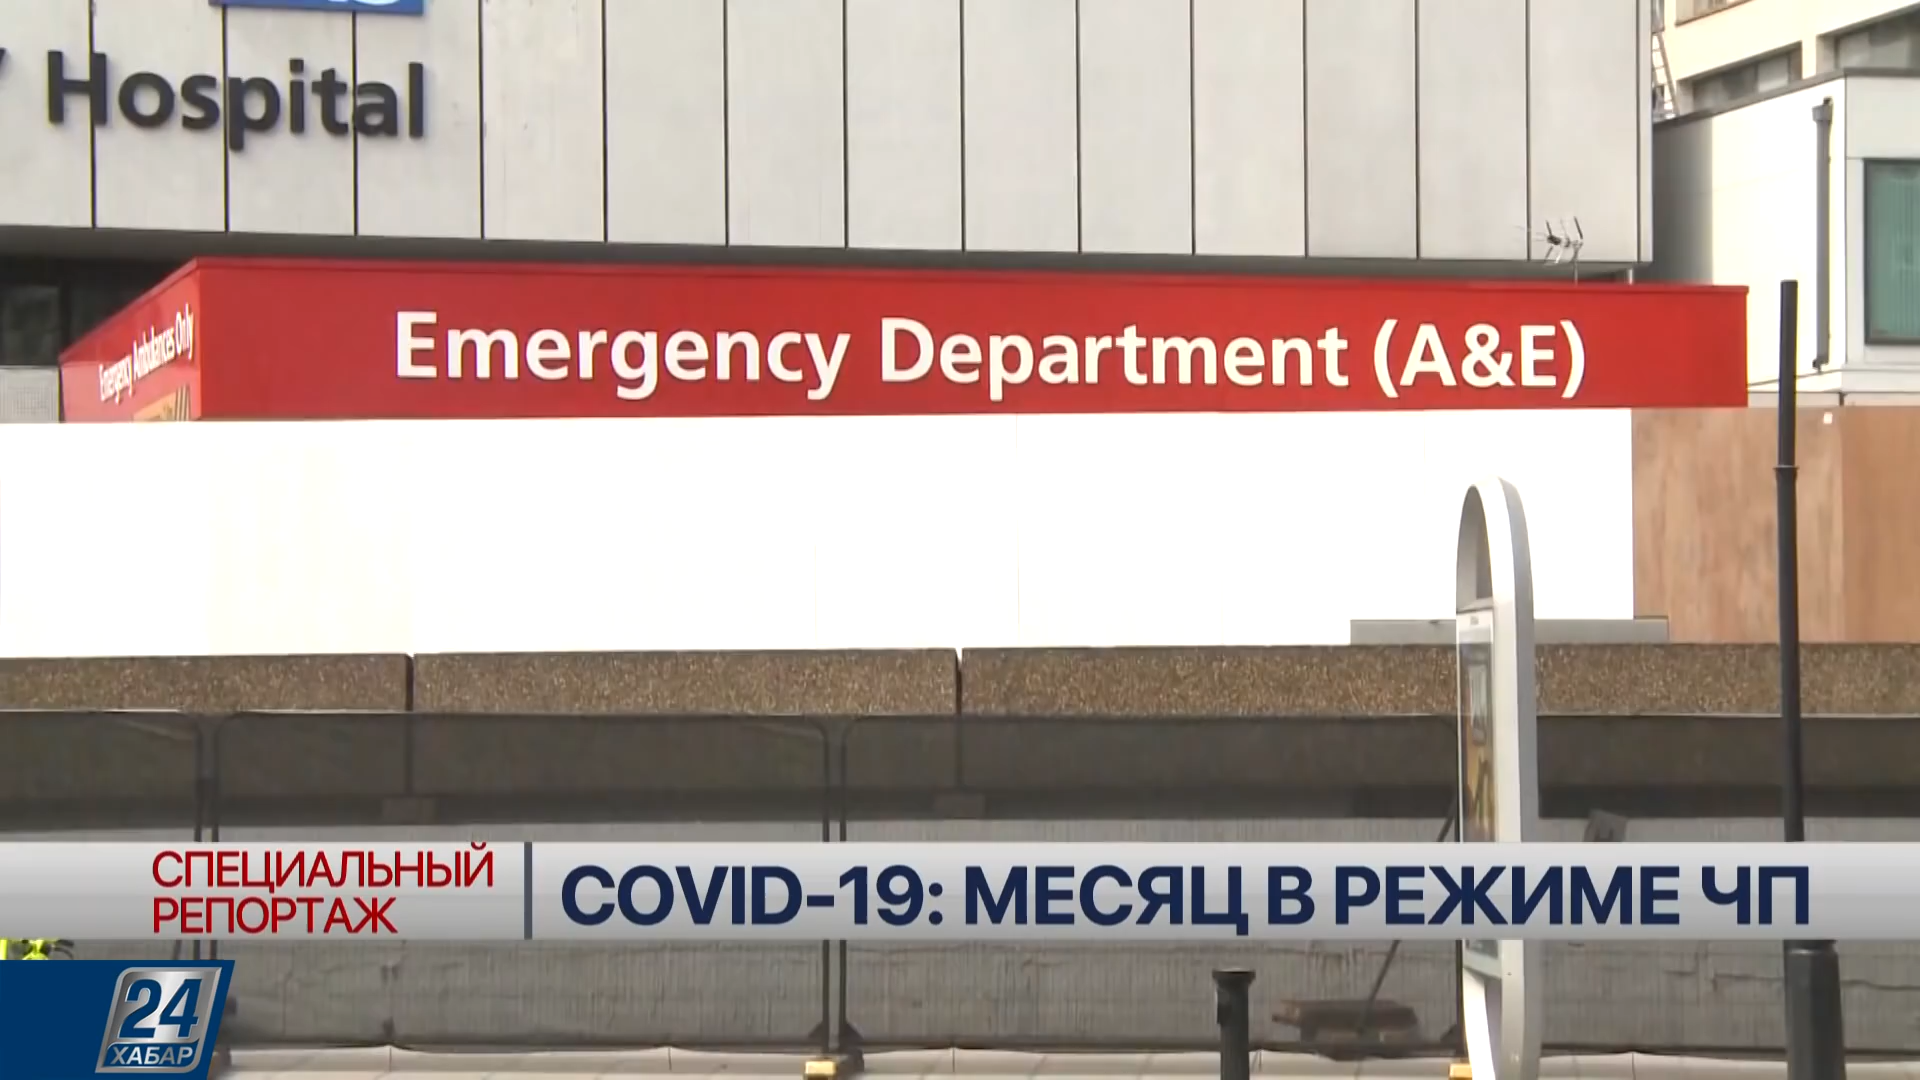 Hospital
Emergency Department (A&E)
Emergency Ambulances Only
СПЕЦИАЛЬНЫЙ
РЕПОРТАЖ
COVID-19: МЕСЯЦ В РЕЖИМЕ ЧП
24
ХАБАР